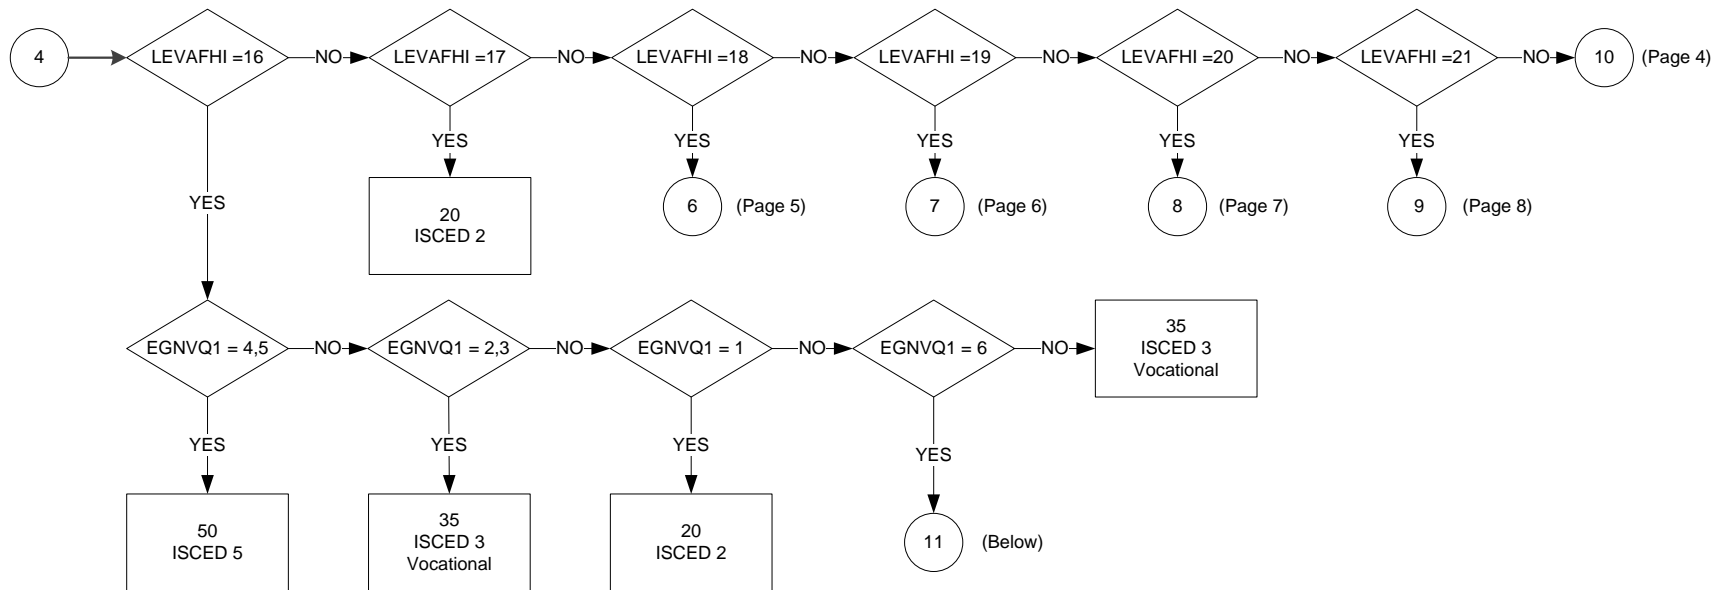 4
LEVAFHI =16
NO
LEVAFHI =17
NO
LEVAFHI =18
NO
LEVAFHI =19
NO
LEVAFHI =20
NO
LEVAFHI =21
NO
10
(Page 4)
YES
YES
YES
YES
YES
YES
20
ISCED 2
6
(Page 5)
7
(Page 6)
8
(Page 7)
9
(Page 8)
EGNVQ1 = 4,5
NO
EGNVQ1 = 2,3
NO
EGNVQ1 = 1
NO
EGNVQ1 = 6
NO
35
ISCED 3
Vocational
YES
YES
YES
YES
50
ISCED 5
35
ISCED 3
Vocational
20
ISCED 2
11
(Below)